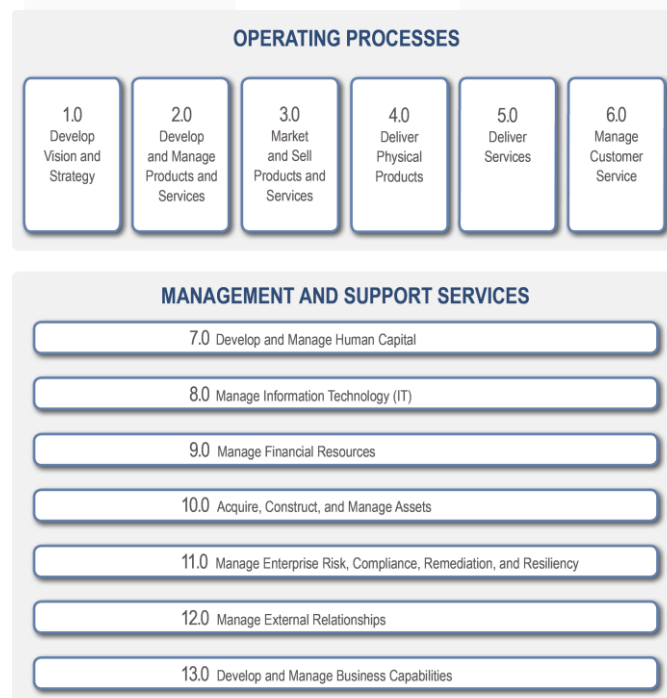 OPERATING PROCESSES
1.0
Develop
Vision and
Strategy
2.0
Develop
and Manage
Products and
Services
3.0
Market
and Sell
Products and
Services
4.0
Deliver
Physical
Products
5.0
Deliver
Services
6.0
Manage
Customer
Service
MANAGEMENT AND SUPPORT SERVICES
7.0 Develop and Manage Human Capital
8.0 Manage Information Technology (IT)
9.0 Manage Financial Resources
10.0 Acquire, Construct, and Manage Assets
11.0 Manage Enterprise Risk, Compliance, Remediation, and Resiliency
12.0 Manage External Relationships
13.0 Develop and Manage Business Capabilities